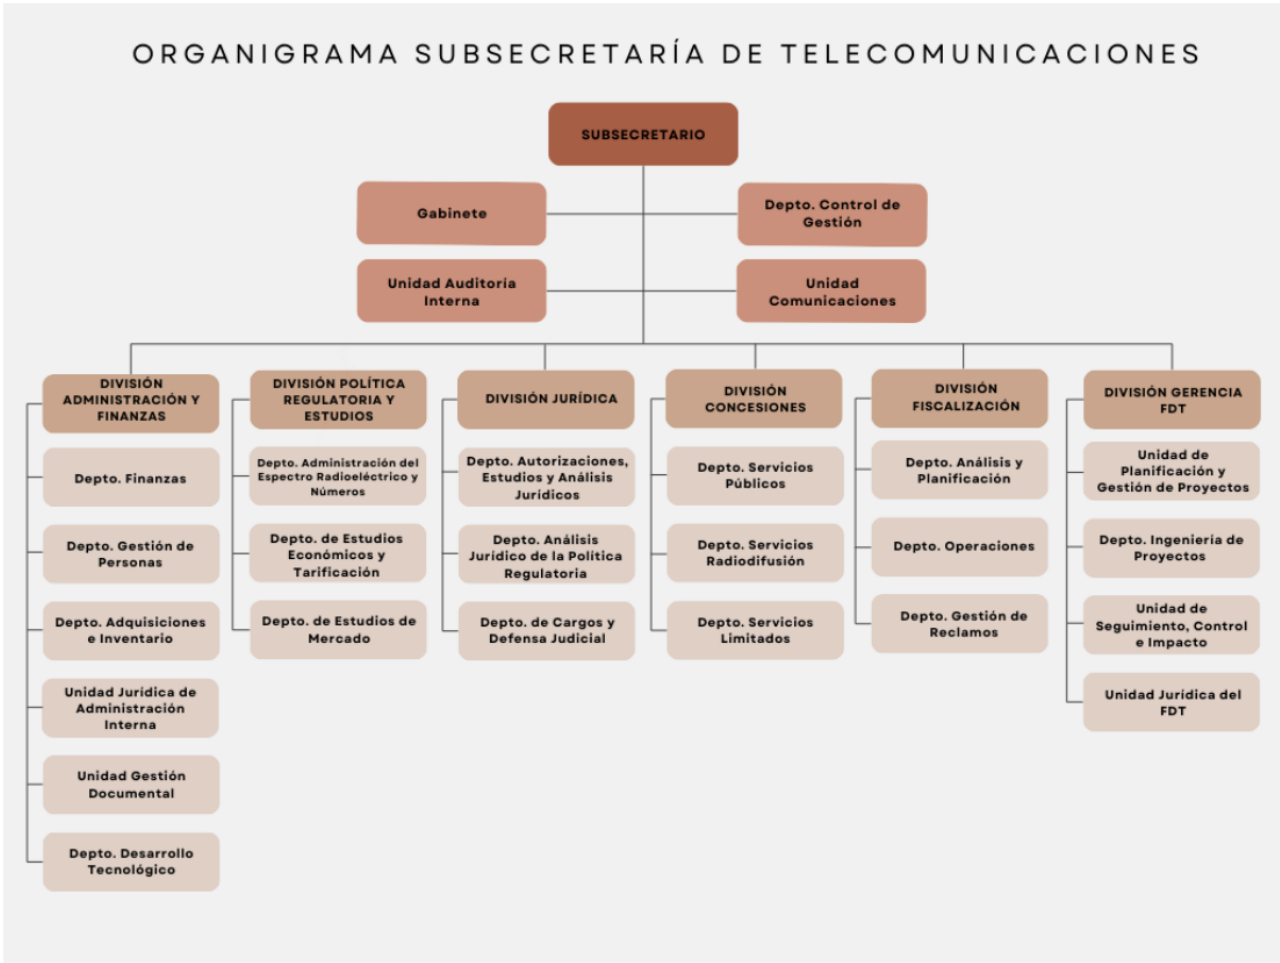 ORGANIGRAMA SUBSECRETARÍA DE TELECOMUNICACIONES
SUBSECRETARIO
Gabinete
Depto. Control de
Gestión
Unidad Auditoría
Interna
Unidad
Comunicaciones
DIVISIÓN
ADMINISTRACIÓN Y
FINANZAS
Depto. Finanzas
Depto. Gestión de
Personas
Depto. Adquisiciones
e Inventario
Unidad Jurídica de
Administración
Interna
Unidad Gestión
Documental
Depto. Desarrollo
Tecnológico
DIVISIÓN POLÍTICA
REGULATORIA Y
ESTUDIOS
Depto. Administración del
Espectro Radioeléctrico y
Números
Depto. de Estudios
Económicos y
Tarificación
Depto. de Estudios de
Mercado
DIVISIÓN JURÍDICA
Depto. Autorizaciones,
Estudios y Análisis
Jurídicos
Depto. Análisis
Jurídico de la Política
Regulatoria
Depto. de Cargos y
Defensa Judicial
DIVISIÓN
CONCESIONES
Depto. Servicios
Públicos
Depto. Servicios
Radiodifusión
Depto. Servicios
Limitados
DIVISIÓN
FISCALIZACIÓN
Depto. Análisis y
Planificación
Depto. Operaciones
Depto. Gestión de
Reclamos
DIVISIÓN GERENCIA
FDT
Unidad de
Planificación y
Gestión de Proyectos
Depto. Ingeniería de
Proyectos
Unidad de
Seguimiento, Control
e Impacto
Unidad Jurídica del
FDT